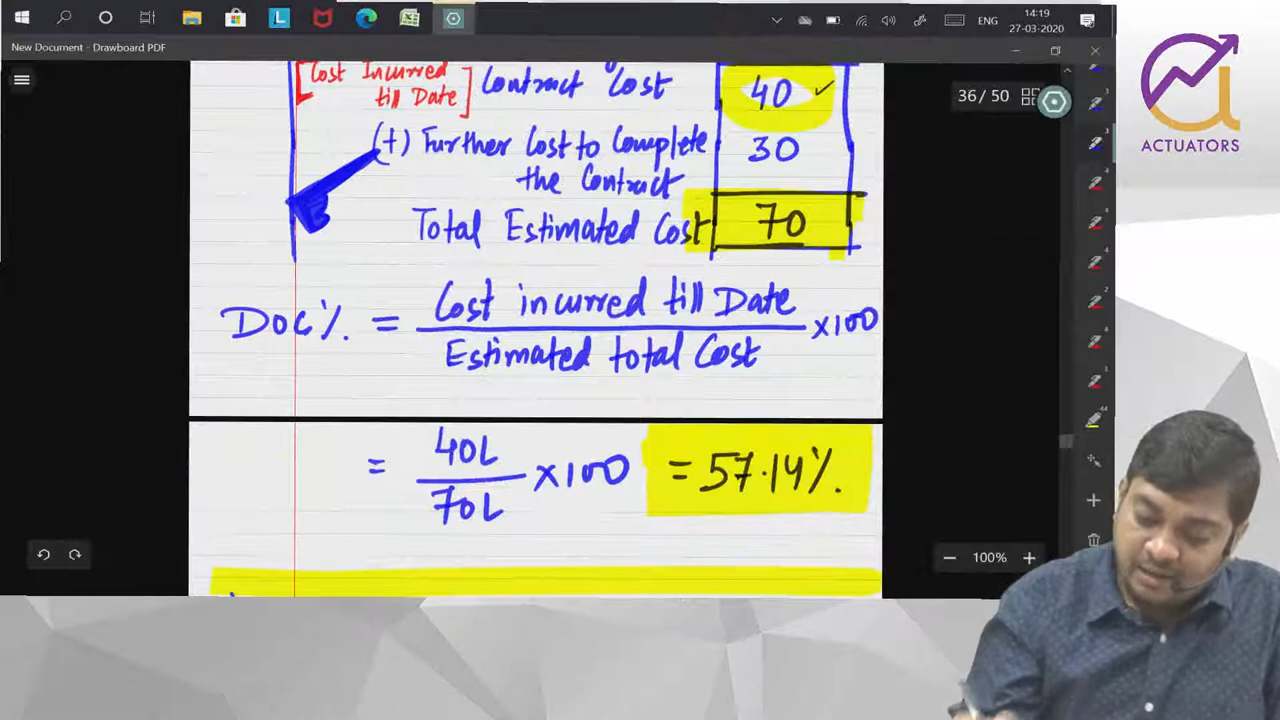 14:19
ENG
27-03-2020
New Document - Drawboard PDF
36 / 50
ACTUATORS
[Cost Incurred
till Date]
Contract Cost
40 ✓
(+) Further Cost to Complete
the Contract
30
Total Estimated Cost
70
DOC% = Cost incurred till Date
Estimated total Cost
×100
= 40L
70L
×100 = 57.14%.
100%